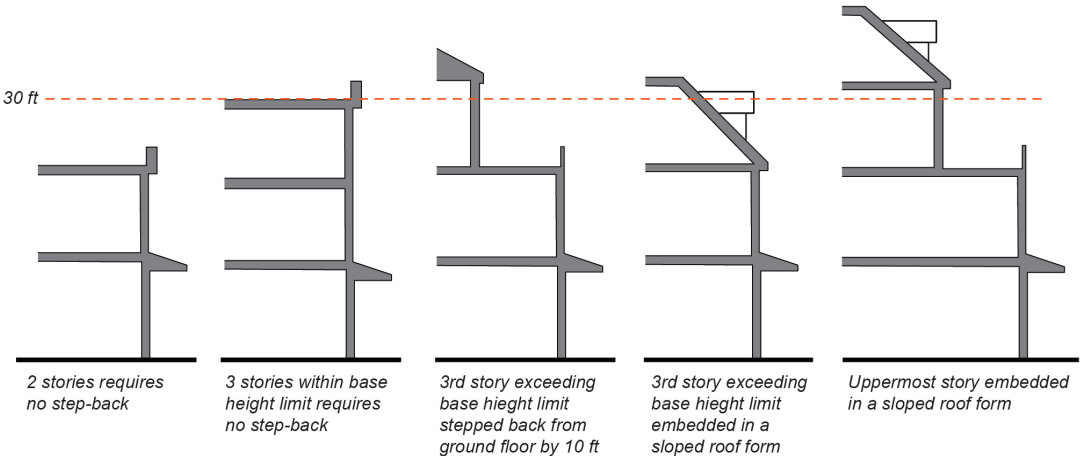 30 ft
2 stories requires
no step-back
3 stories within base
height limit requires
no step-back
3rd story exceeding
base hieght limit
stepped back from
ground floor by 10 ft
3rd story exceeding
base hieght limit
embedded in a
sloped roof form
Uppermost story embedded
in a sloped roof form